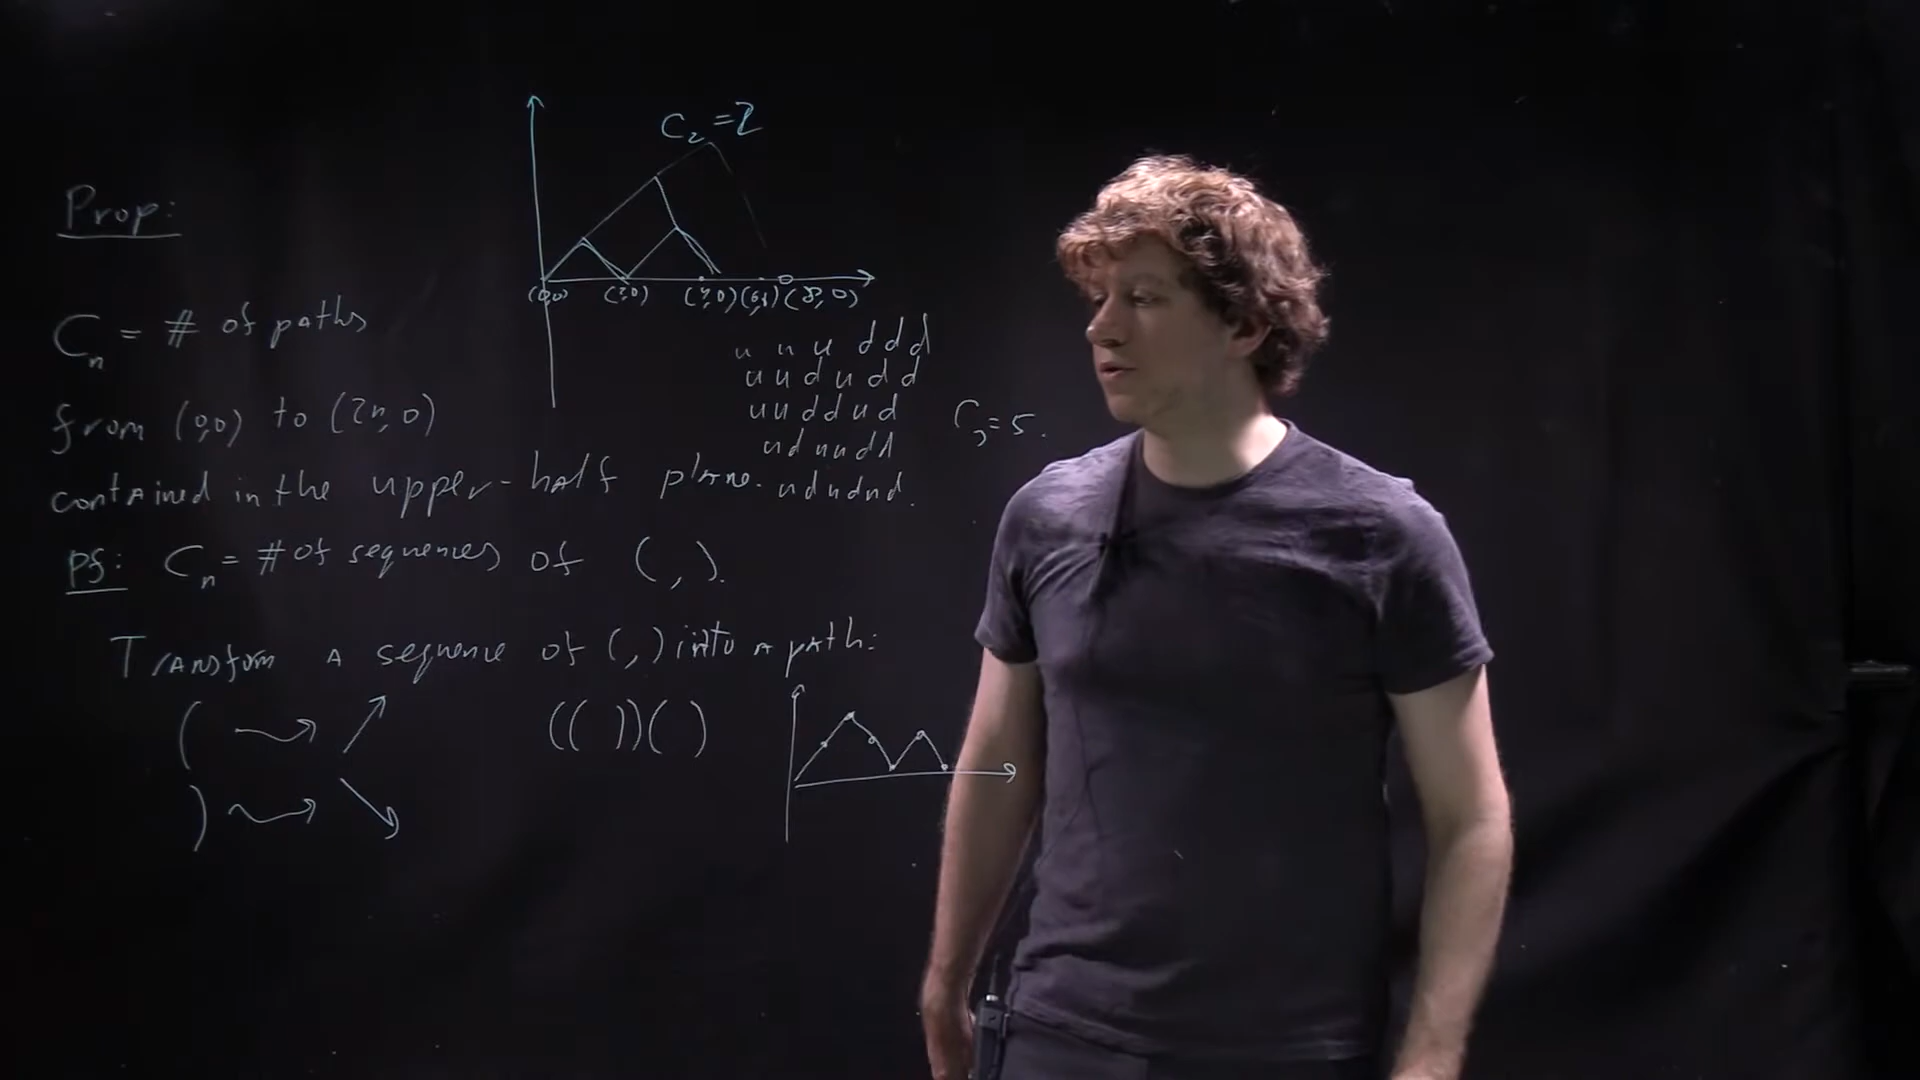 C₂ = 2
Prop:
(0,0) (2,0) (4,0) (8,0)
Cₙ = # of paths
from (0,0) to (2n, 0)
contained in the upper-half plane.
u u u d d d
u u d u d d
u u d d u d
u d u u d d
u d u d u d.
C₃ = 5.
Pf: Cₙ = # of sequences of (, ).
Transform a sequence of (, ) into a path:
(
(( ))( )
)